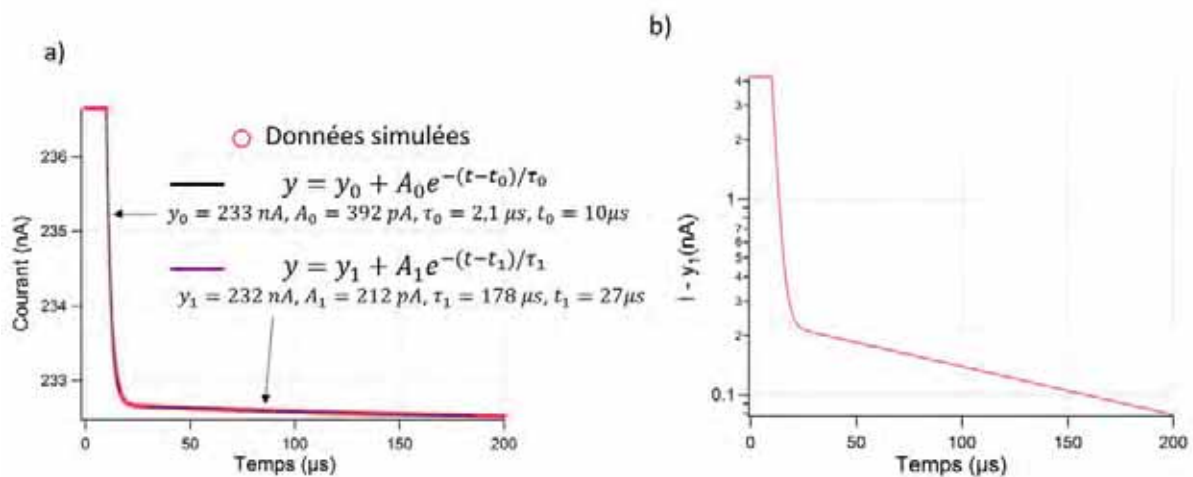 a)
Données simulées
y = y₀ + A₀e^{-(t-t₀)/τ₀}
y₀ = 233 nA, A₀ = 392 pA, τ₀ = 2,1 µs, t₀ = 10µs
y = y₁ + A₁e^{-(t-t₁)/τ₁}
y₁ = 232 nA, A₁ = 212 pA, τ₁ = 178 µs, t₁ = 27µs
Courant (nA)
236
235
234
233
0 50 100 150 200
Temps (µs)
b)
I - y₁(nA)
4
3
2
1
7
6
5
4
3
2
0.1
0 50 100 150 200
Temps (µs)